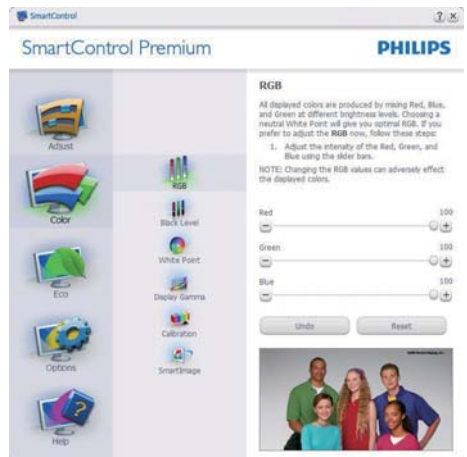 SmartControl
SmartControl Premium
PHILIPS
Adjust
Color
Eco
Options
Help
RGB
Black Level
White Point
Display Gamma
Calibration
SmartImage
RGB
All displayed colors are produced by mixing Red, Blue,
and Green at different brightness levels. Choosing a
neutral White Point will give you optimal RGB. If you
prefer to adjust the RGB now, follow these steps:
1. Adjust the intensity of the Red, Green, and
Blue using the slider bars.
NOTE: Changing the RGB values can adversely effect
the displayed colors.
Red 100
Green 100
Blue 100
Undo Reset